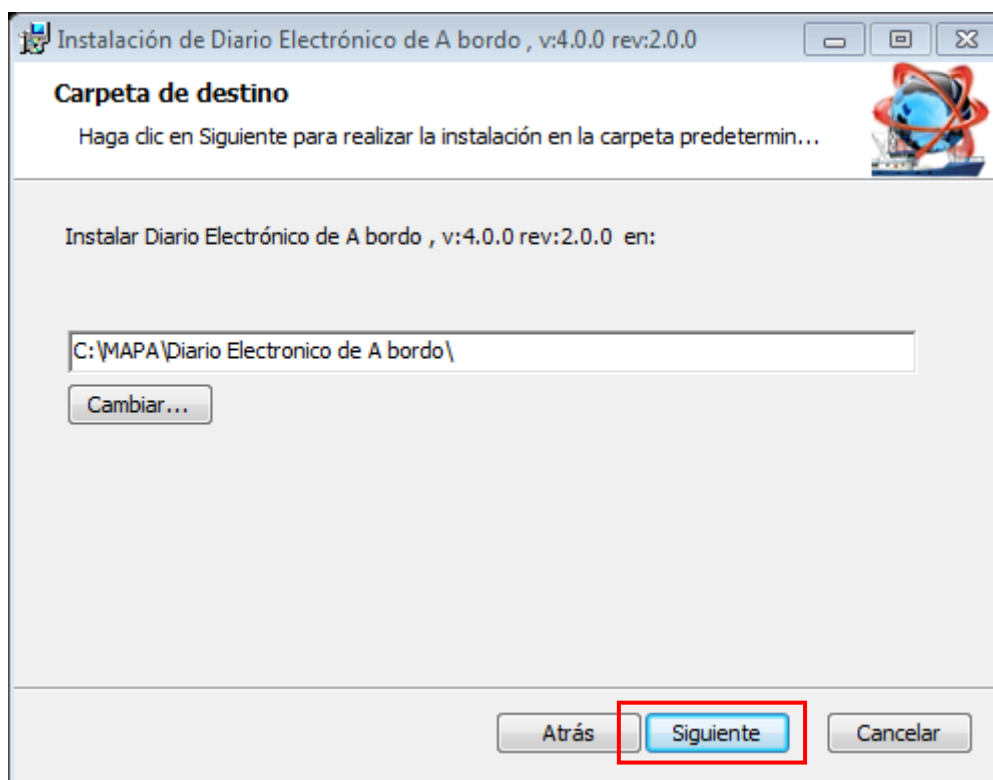 Instalación de Diario Electrónico de A bordo , v:4.0.0 rev:2.0.0
Carpeta de destino
Haga clic en Siguiente para realizar la instalación en la carpeta predetermin...
Instalar Diario Electrónico de A bordo , v:4.0.0 rev:2.0.0 en:
C:\MAPA\Diario Electronico de A bordo\
Cambiar...
Atrás Siguiente Cancelar